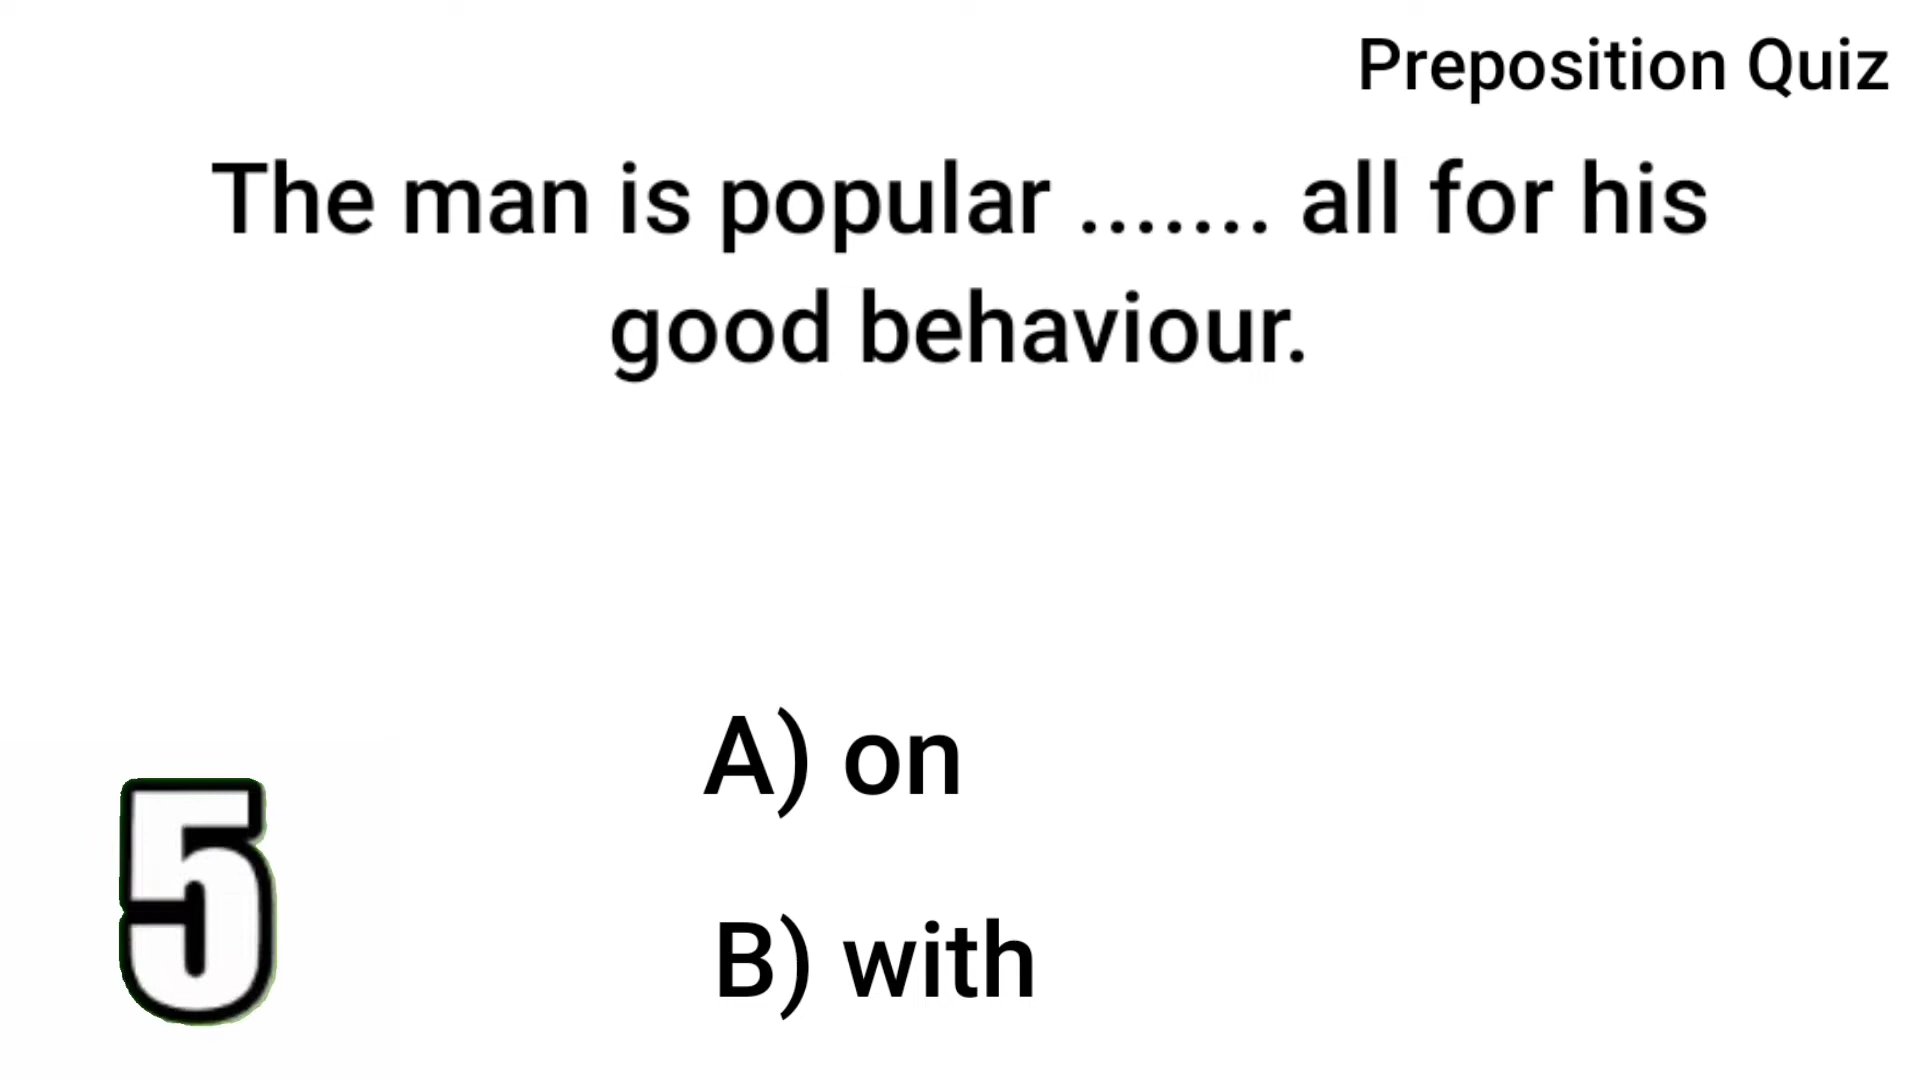 Preposition Quiz
The man is popular ....... all for his
good behaviour.
A) on
5
B) with